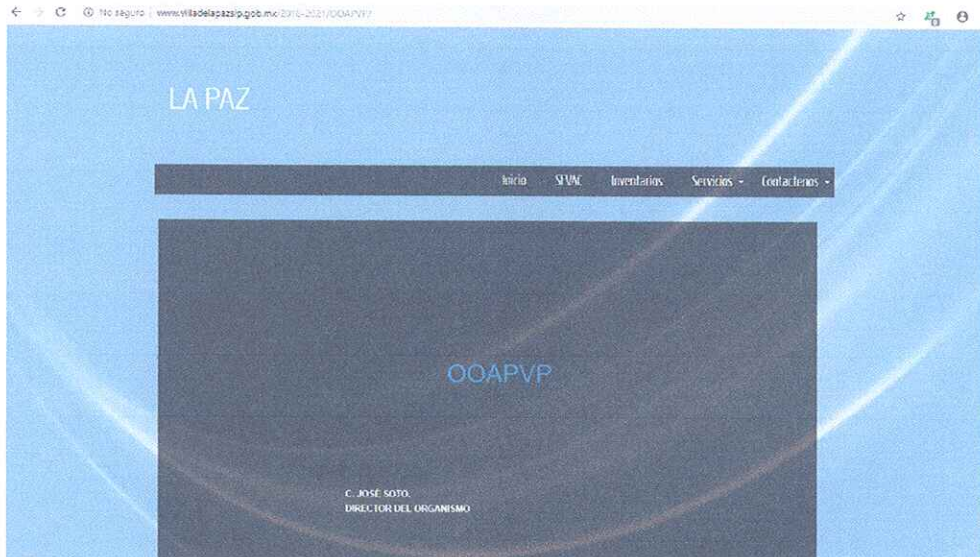 No seguro | www.villadelapazslp.gob.mx/2018-2021/OOAPVP/
LA PAZ
Inicio SEVAC Inventarios Servicios Contactenos
OOAPVP
C. JOSÉ SOTO.
DIRECTOR DEL ORGANISMO